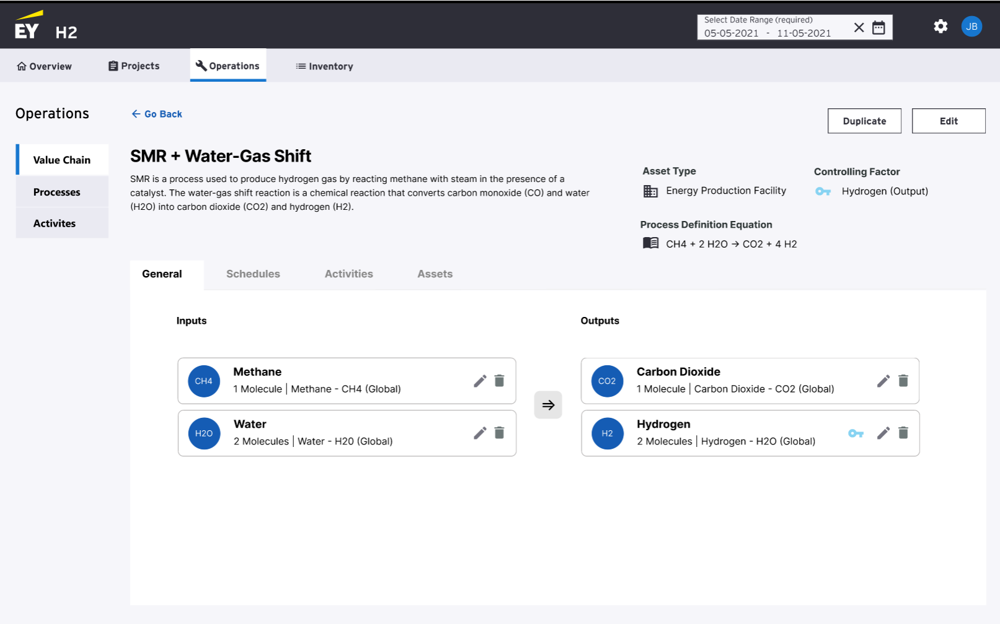 EY H2
Select Date Range (required)
05-05-2021 - 11-05-2021
JB
Overview
Projects
Operations
Inventory
Operations
Go Back
Duplicate
Edit
Value Chain
Processes
Activites
SMR + Water-Gas Shift
SMR is a process used to produce hydrogen gas by reacting methane with steam in the presence of a
catalyst. The water-gas shift reaction is a chemical reaction that converts carbon monoxide (CO) and water
(H2O) into carbon dioxide (CO2) and hydrogen (H2).
Asset Type
Energy Production Facility
Controlling Factor
Hydrogen (Output)
Process Definition Equation
CH4 + 2 H2O → CO2 + 4 H2
General
Schedules
Activities
Assets
Inputs
CH4
Methane
1 Molecule | Methane - CH4 (Global)
H2O
Water
2 Molecules | Water - H20 (Global)
⇒
Outputs
CO2
Carbon Dioxide
1 Molecule | Carbon Dioxide - CO2 (Global)
H2
Hydrogen
2 Molecules | Hydrogen - H2O (Global)